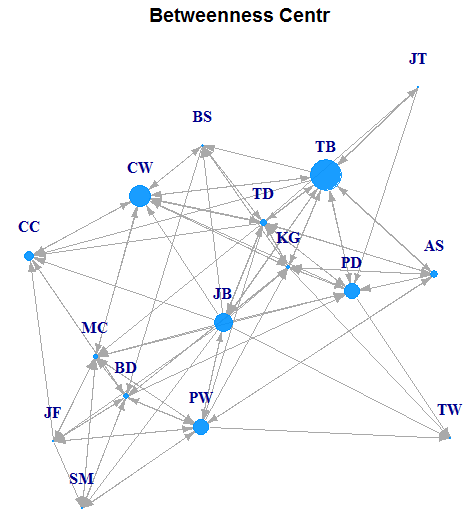 Betweenness Centr
JT
BS
TB
CW
TD
CC
KG
AS
PD
JB
MC
BD
PW
JF
TW
SM